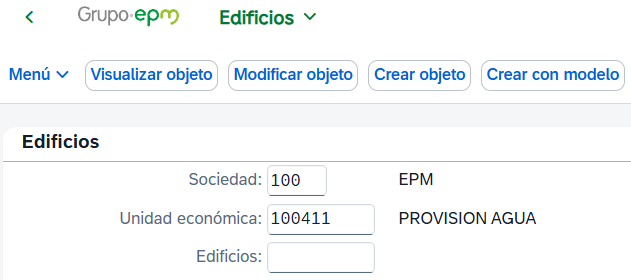 Grupo·epm Edificios
Menú Visualizar objeto Modificar objeto Crear objeto Crear con modelo
Edificios
Sociedad: 100 EPM
Unidad económica: 100411 PROVISION AGUA
Edificios: